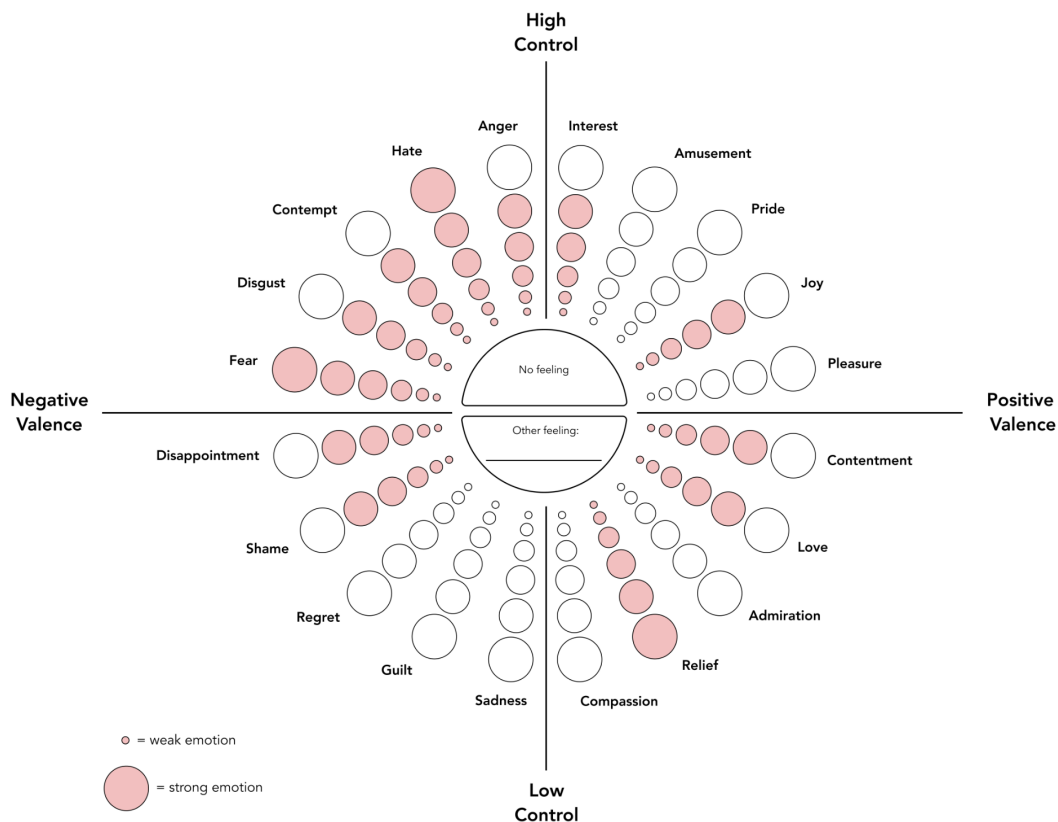 High
Control
Anger
Interest
Hate
Amusement
Contempt
Pride
Disgust
Joy
Fear
Pleasure
No feeling
Negative
Valence
Positive
Valence
Other feeling:
Disappointment
Contentment
Shame
Love
Regret
Admiration
Guilt
Relief
Sadness
Compassion
= weak emotion
= strong emotion
Low
Control